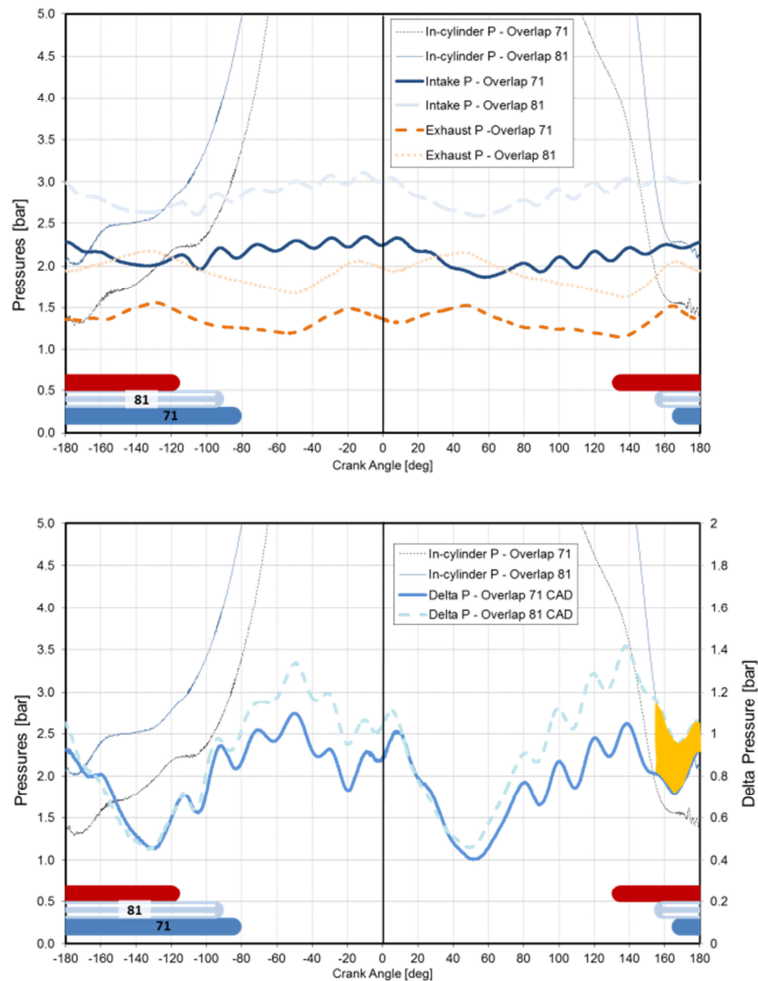 5.0
4.5
4.0
3.5
3.0
2.5
2.0
1.5
1.0
0.5
0.0
Pressures [bar]
In-cylinder P - Overlap 71
In-cylinder P - Overlap 81
Intake P - Overlap 71
Intake P - Overlap 81
Exhaust P -Overlap 71
Exhaust P - Overlap 81
81
71
-180 -160 -140 -120 -100 -80 -60 -40 -20 0 20 40 60 80 100 120 140 160 180
Crank Angle [deg]
5.0
4.5
4.0
3.5
3.0
2.5
2.0
1.5
1.0
0.5
0.0
Pressures [bar]
In-cylinder P - Overlap 71
In-cylinder P - Overlap 81
Delta P - Overlap 71 CAD
Delta P - Overlap 81 CAD
2
1.8
1.6
1.4
1.2
1
0.8
0.6
0.4
0.2
0
Delta Pressure [bar]
81
71
-180 -160 -140 -120 -100 -80 -60 -40 -20 0 20 40 60 80 100 120 140 160 180
Crank Angle [deg]